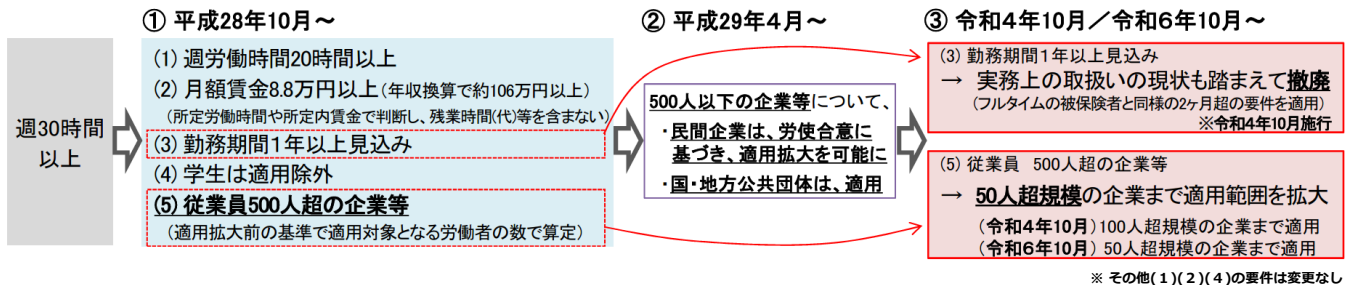 週30時間
以上
① 平成28年10月～
(1) 週労働時間20時間以上
(2) 月額賃金8.8万円以上(年収換算で約106万円以上)
(所定労働時間や所定内賃金で判断し、残業時間(代)等を含まない)
(3) 勤務期間1年以上見込み
(4) 学生は適用除外
(5) 従業員500人超の企業等
(適用拡大前の基準で適用対象となる労働者の数で算定)
② 平成29年4月～
500人以下の企業等について、
・民間企業は、労使合意に
基づき、適用拡大を可能に
・国・地方公共団体は、適用
③ 令和4年10月／令和6年10月～
(3) 勤務期間1年以上見込み
→ 実務上の取扱いの現状も踏まえて撤廃
(フルタイムの被保険者と同様の2ヶ月超の要件を適用)
※令和4年10月施行
(5) 従業員 500人超の企業等
→ 50人超規模の企業まで適用範囲を拡大
(令和4年10月) 100人超規模の企業まで適用
(令和6年10月) 50人超規模の企業まで適用
※ その他(1)(2)(4)の要件は変更なし